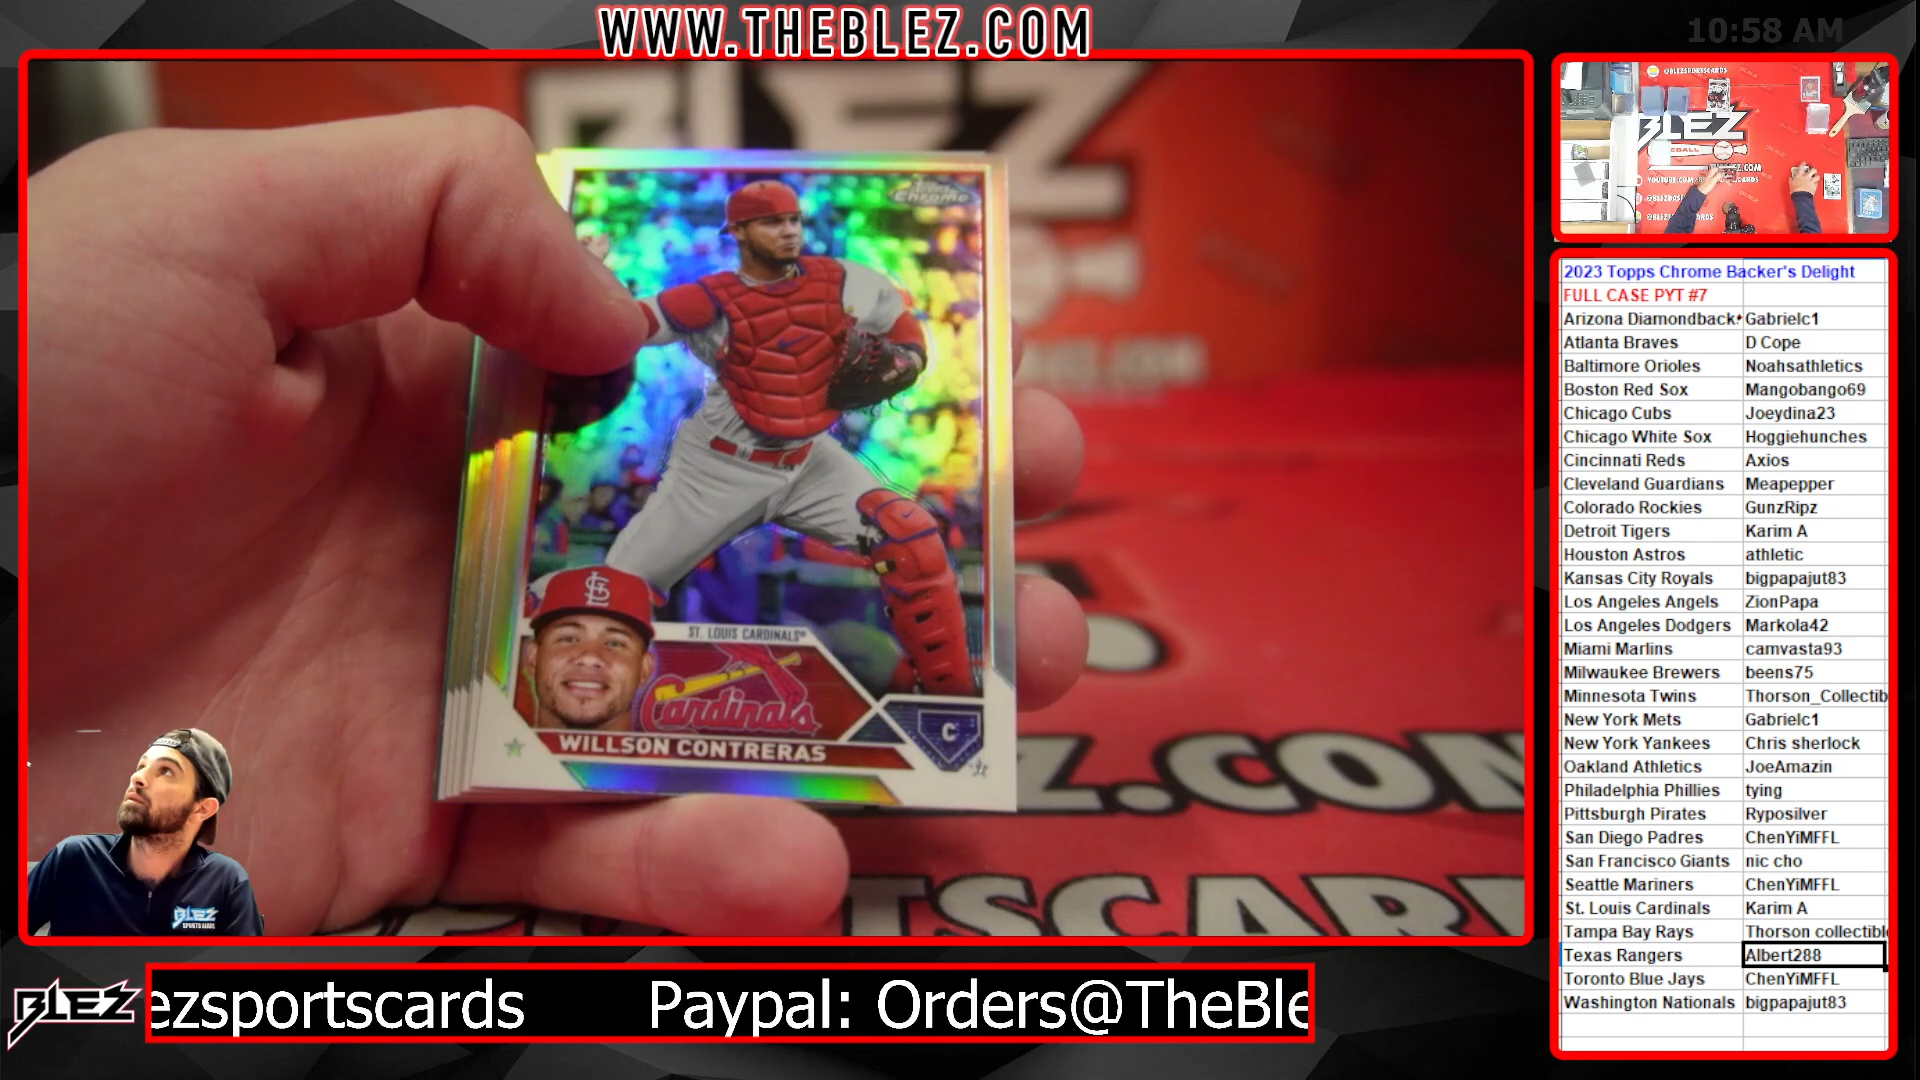 WWW.THEBLEZ.COM
10:58 AM
BLEZ
Topps Chrome
ST. LOUIS CARDINALS
Cardinals
C
WILLSON CONTRERAS
BLEZ
SPORTS CARDS
@BLEZSPORTSCARDS
BLEZ
BASEBALL
2023 Topps Chrome Backer's Delight
FULL CASE PYT #7
Arizona Diamondback Gabrielc1
Atlanta Braves D Cope
Baltimore Orioles Noahsathletics
Boston Red Sox Mangobango69
Chicago Cubs Joeydina23
Chicago White Sox Hoggiehunches
Cincinnati Reds Axios
Cleveland Guardians Meapepper
Colorado Rockies GunzRipz
Detroit Tigers Karim A
Houston Astros athletic
Kansas City Royals bigpapajut83
Los Angeles Angels ZionPapa
Los Angeles Dodgers Markola42
Miami Marlins camvasta93
Milwaukee Brewers beens75
Minnesota Twins Thorson_Collectib
New York Mets Gabrielc1
New York Yankees Chris sherlock
Oakland Athletics JoeAmazin
Philadelphia Phillies tying
Pittsburgh Pirates Ryposilver
San Diego Padres ChenYiMFFL
San Francisco Giants nic cho
Seattle Mariners ChenYiMFFL
St. Louis Cardinals Karim A
Tampa Bay Rays Thorson collectibl
Texas Rangers Albert288
Toronto Blue Jays ChenYiMFFL
Washington Nationals bigpapajut83
BLEZ
ezsportscards Paypal: Orders@TheBle